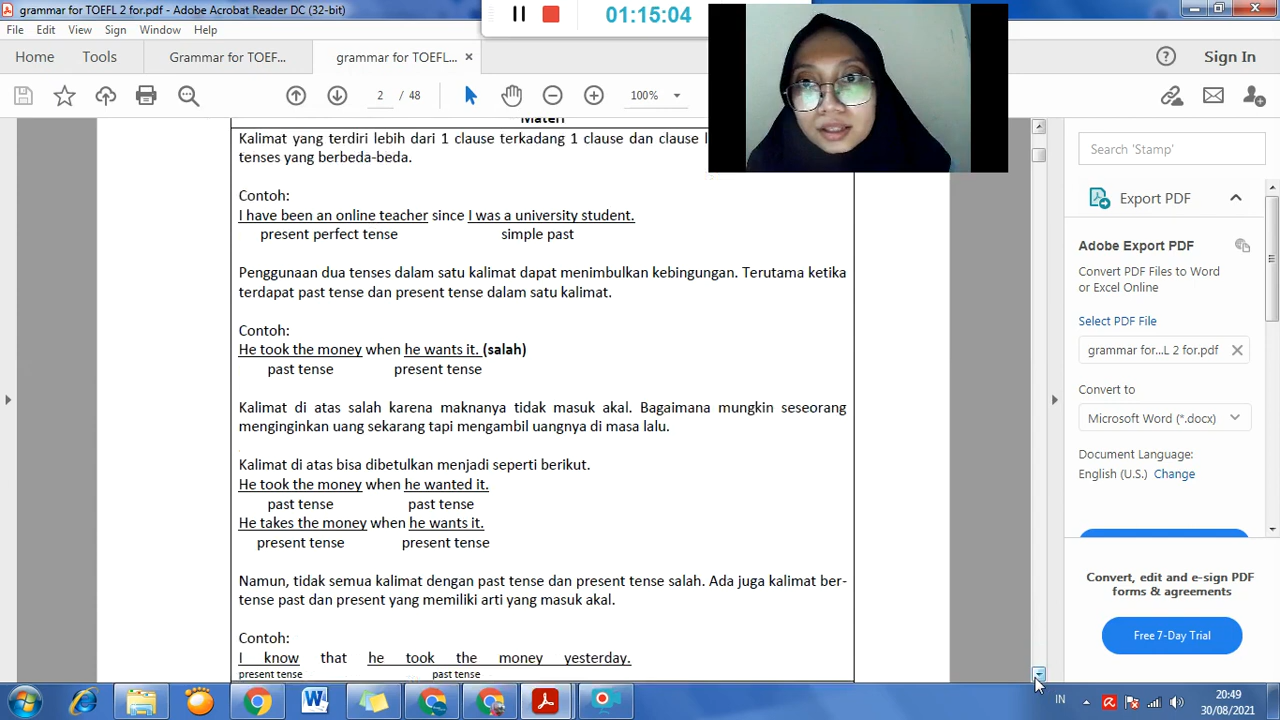 grammar for TOEFL 2 for.pdf - Adobe Acrobat Reader DC (32-bit)
01:15:04
File Edit View Sign Window Help
Home Tools Grammar for TOEF... grammar for TOEFL... ×
Sign In
2 / 48 100%
Materi
Kalimat yang terdiri lebih dari 1 clause terkadang 1 clause dan clause
tenses yang berbeda-beda.
Contoh:
I have been an online teacher since I was a university student.
present perfect tense simple past
Penggunaan dua tenses dalam satu kalimat dapat menimbulkan kebingungan. Terutama ketika
terdapat past tense dan present tense dalam satu kalimat.
Contoh:
He took the money when he wants it. (salah)
past tense present tense
Kalimat di atas salah karena maknanya tidak masuk akal. Bagaimana mungkin seseorang
menginginkan uang sekarang tapi mengambil uangnya di masa lalu.
Kalimat di atas bisa dibetulkan menjadi seperti berikut.
He took the money when he wanted it.
past tense past tense
He takes the money when he wants it.
present tense present tense
Namun, tidak semua kalimat dengan past tense dan present tense salah. Ada juga kalimat ber-
tense past dan present yang memiliki arti yang masuk akal.
Contoh:
I know that he took the money yesterday.
present tense past tense
Search 'Stamp'
Export PDF
Adobe Export PDF
Convert PDF Files to Word
or Excel Online
Select PDF File
grammar for...L 2 for.pdf
Convert to
Microsoft Word (*.docx)
Document Language:
English (U.S.) Change
Convert, edit and e-sign PDF
forms & agreements
Free 7-Day Trial
IN
20:49
30/08/2021